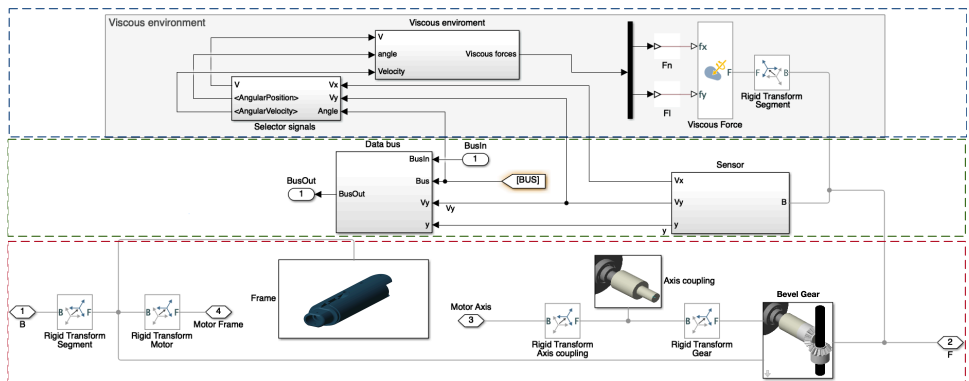 Viscous environment
Viscous enviroment
V
angle
Velocity
Viscous forces
V
<AngularPosition>
<AngularVelocity>
Vx
Vy
Angle
Selector signals
Fn
Fl
fx
fy
F
Viscous Force
F
B
Rigid Transform
Segment
Data bus
BusIn
1
BusIn
Bus
Vy
y
BusOut
BusOut
1
[BUS]
Vy
y
Sensor
Vx
Vy
y
B
1
B
B
F
Rigid Transform
Segment
B
F
Rigid Transform
Motor
4
Motor Frame
Frame
Motor Axis
3
B
F
Rigid Transform
Axis coupling
Axis coupling
B
F
Rigid Transform
Gear
Bevel Gear
2
F